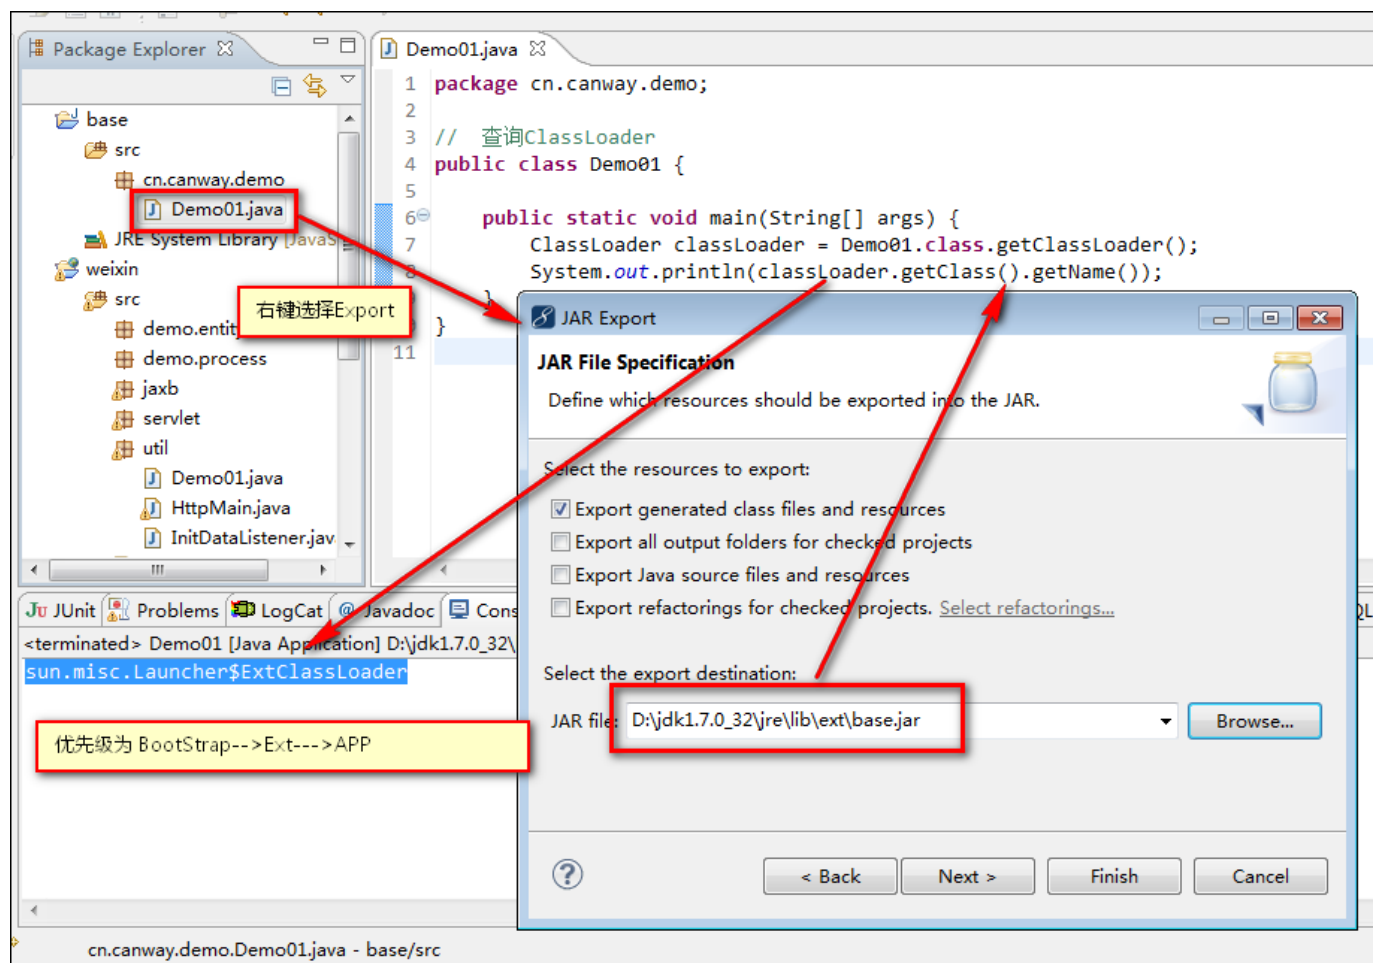 Package Explorer
base
src
cn.canway.demo
Demo01.java
JRE System Library [JavaS
weixin
src
demo.entit
demo.process
jaxb
servlet
util
Demo01.java
HttpMain.java
InitDataListener.jav
右键选择Export
Demo01.java
1 package cn.canway.demo;
2
3 // 查询ClassLoader
4 public class Demo01 {
5
6 public static void main(String[] args) {
7 ClassLoader classLoader = Demo01.class.getClassLoader();
8 System.out.println(classLoader.getClass().getName());
}
}
11
JAR Export
JAR File Specification
Define which resources should be exported into the JAR.
Select the resources to export:
Export generated class files and resources
Export all output folders for checked projects
Export Java source files and resources
Export refactorings for checked projects. Select refactorings...
Select the export destination:
JAR file: D:\jdk1.7.0_32\jre\lib\ext\base.jar Browse...
< Back Next > Finish Cancel
JUnit Problems LogCat @ Javadoc Cons
QL
<terminated> Demo01 [Java Application] D:\jdk1.7.0_32\
sun.misc.Launcher$ExtClassLoader
优先级为 BootStrap-->Ext--->APP
cn.canway.demo.Demo01.java - base/src